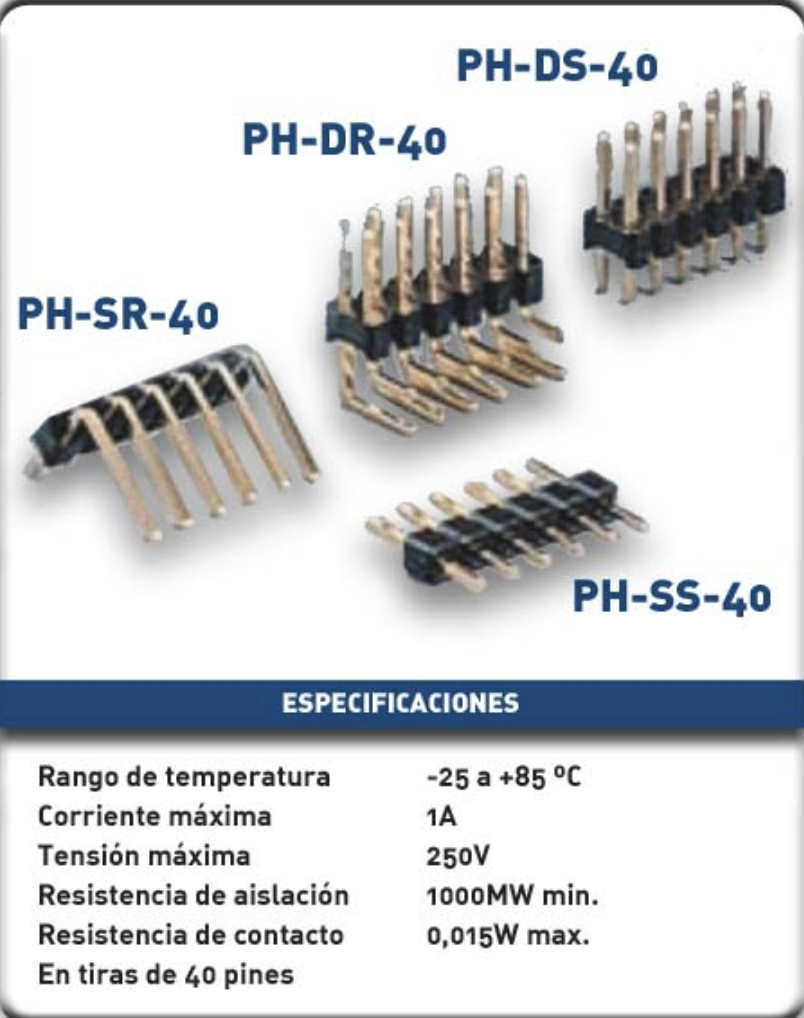 PH-DS-40
PH-DR-40
PH-SR-40
PH-SS-40
ESPECIFICACIONES
Rango de temperatura -25 a +85 ºC
Corriente máxima 1A
Tensión máxima 250V
Resistencia de aislación 1000MW min.
Resistencia de contacto 0,015W max.
En tiras de 40 pines